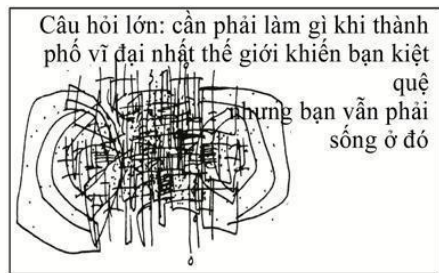 Câu hỏi lớn: cần phải làm gì khi thành
phố vĩ đại nhất thế giới khiến bạn kiệt
quệ
nhưng bạn vẫn phải
sống ở đó